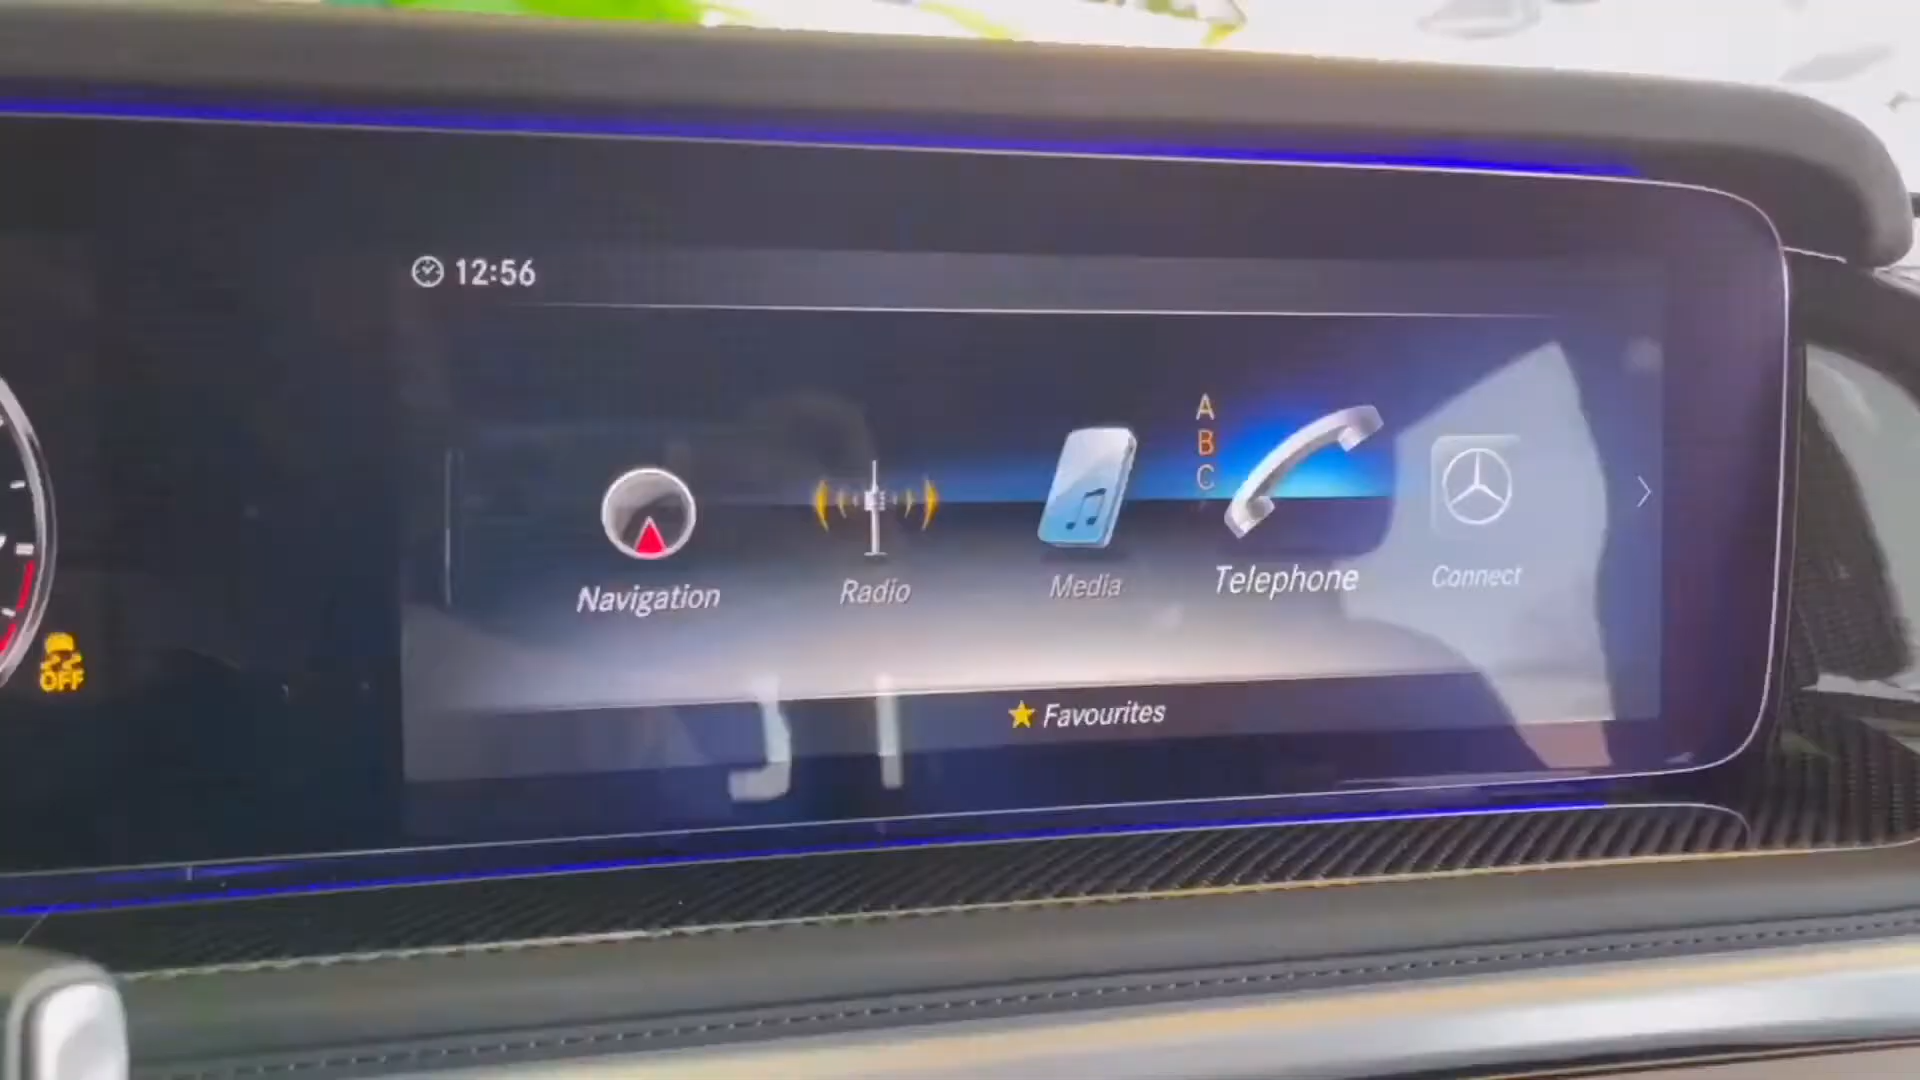 12:56
A
B
C
Navigation
Radio
Media
Telephone
Connect
OFF
Favourites